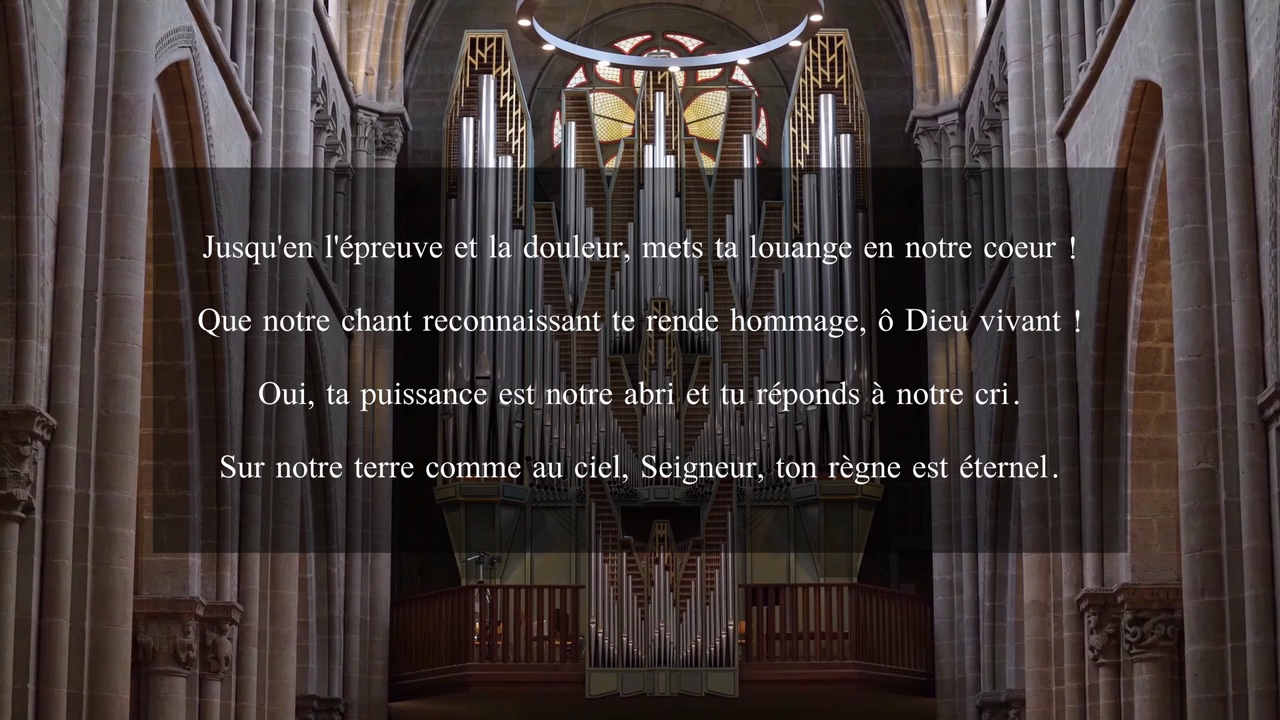 Jusqu'en l'épreuve et la douleur, mets ta louange en notre coeur !
Que notre chant reconnaissant te rende hommage, ô Dieu vivant !
Oui, ta puissance est notre abri et tu réponds à notre cri.
Sur notre terre comme au ciel, Seigneur, ton règne est éternel.